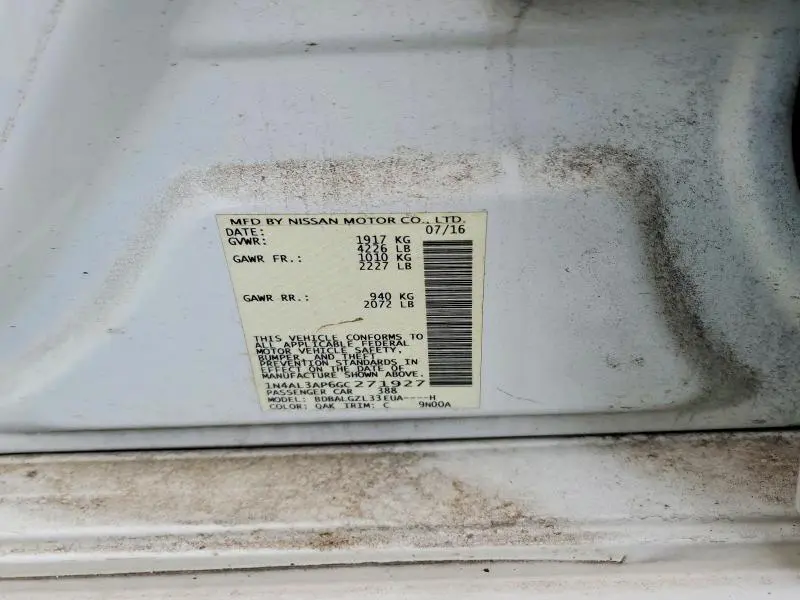 MFD BY NISSAN MOTOR CO., LTD.
DATE: 07/16
GVWR: 1917 KG
4226 LB
GAWR FR.: 1010 KG
2227 LB
GAWR RR.: 940 KG
2072 LB
THIS VEHICLE CONFORMS TO
ALL APPLICABLE FEDERAL
MOTOR VEHICLE SAFETY,
BUMPER, AND THEFT
PREVENTION STANDARDS IN
EFFECT ON THE DATE OF
MANUFACTURE SHOWN ABOVE.
1N4AL3AP6GC271927
PASSENGER CAR 388
MODEL: BDBALGZL33EUA----H
COLOR: QAK TRIM: C 9N00A